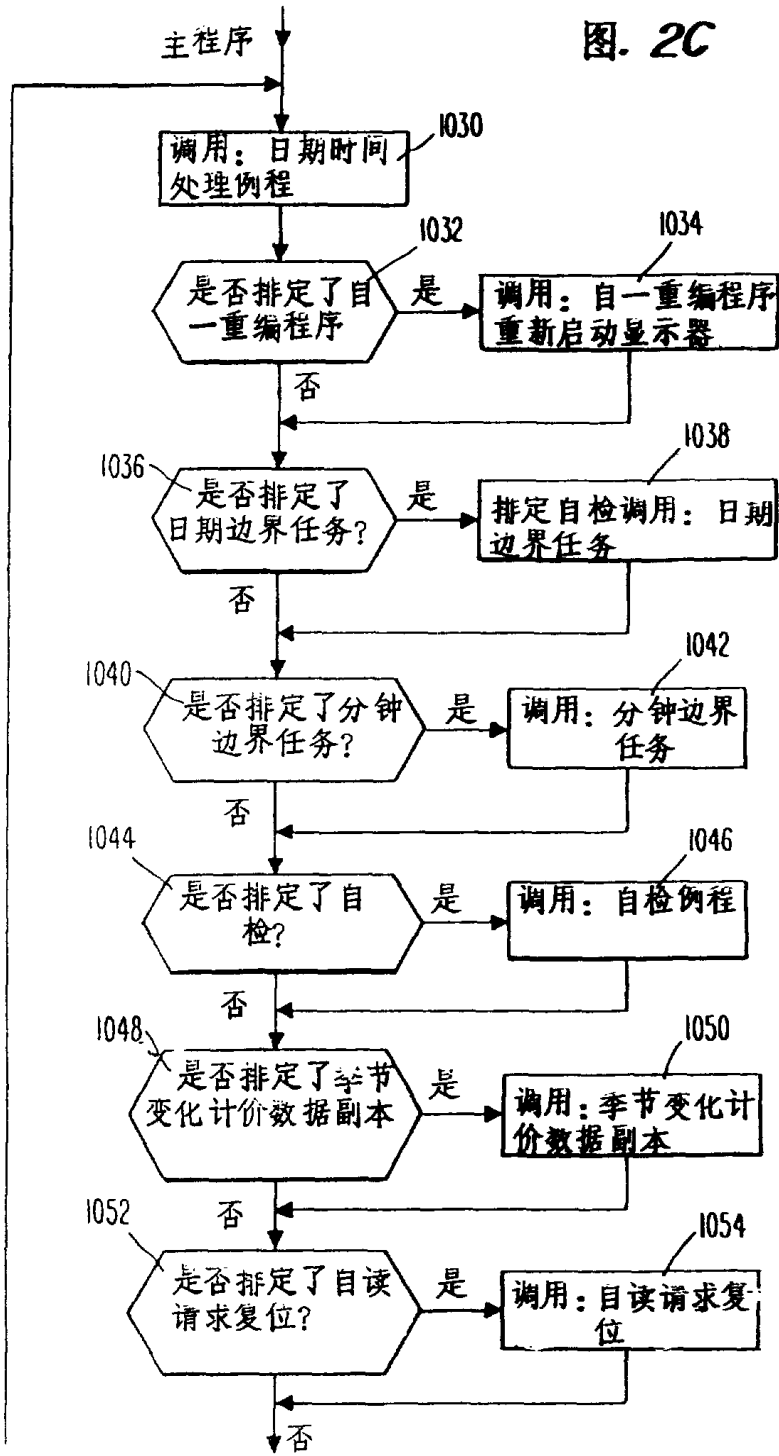 主程序
图. 2C
1030
调用：日期时间
处理例程
1032
是否排定了自
一重编程序
是
1034
调用：自一重编程序
重新启动显示器
否
1036
是否排定了
日期边界任务？
是
1038
排定自检调用：日期
边界任务
否
1040
是否排定了分钟
边界任务？
是
1042
调用：分钟边界
任务
否
1044
是否排定了自
检？
是
1046
调用：自检例程
否
1048
是否排定了季节
变化计价数据副本
是
1050
调用：季节变化计
价数据副本
否
1052
是否排定了自读
请求复位？
是
1054
调用：自读请求复
位
否